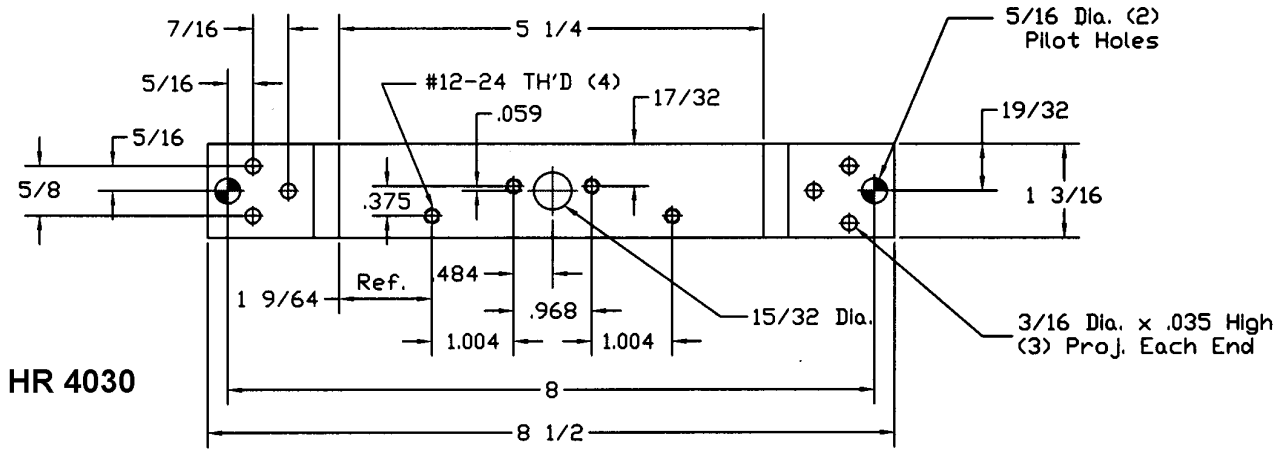 7/16
5 1/4
5/16 Dia. (2)
Pilot Holes
5/16
#12-24 TH'D (4)
.059
17/32
19/32
5/16
5/8
.375
1 3/16
.484
Ref.
1 9/64
.968
15/32 Dia.
1.004
1.004
3/16 Dia. x .035 High
(3) Proj. Each End
HR 4030
8
8 1/2